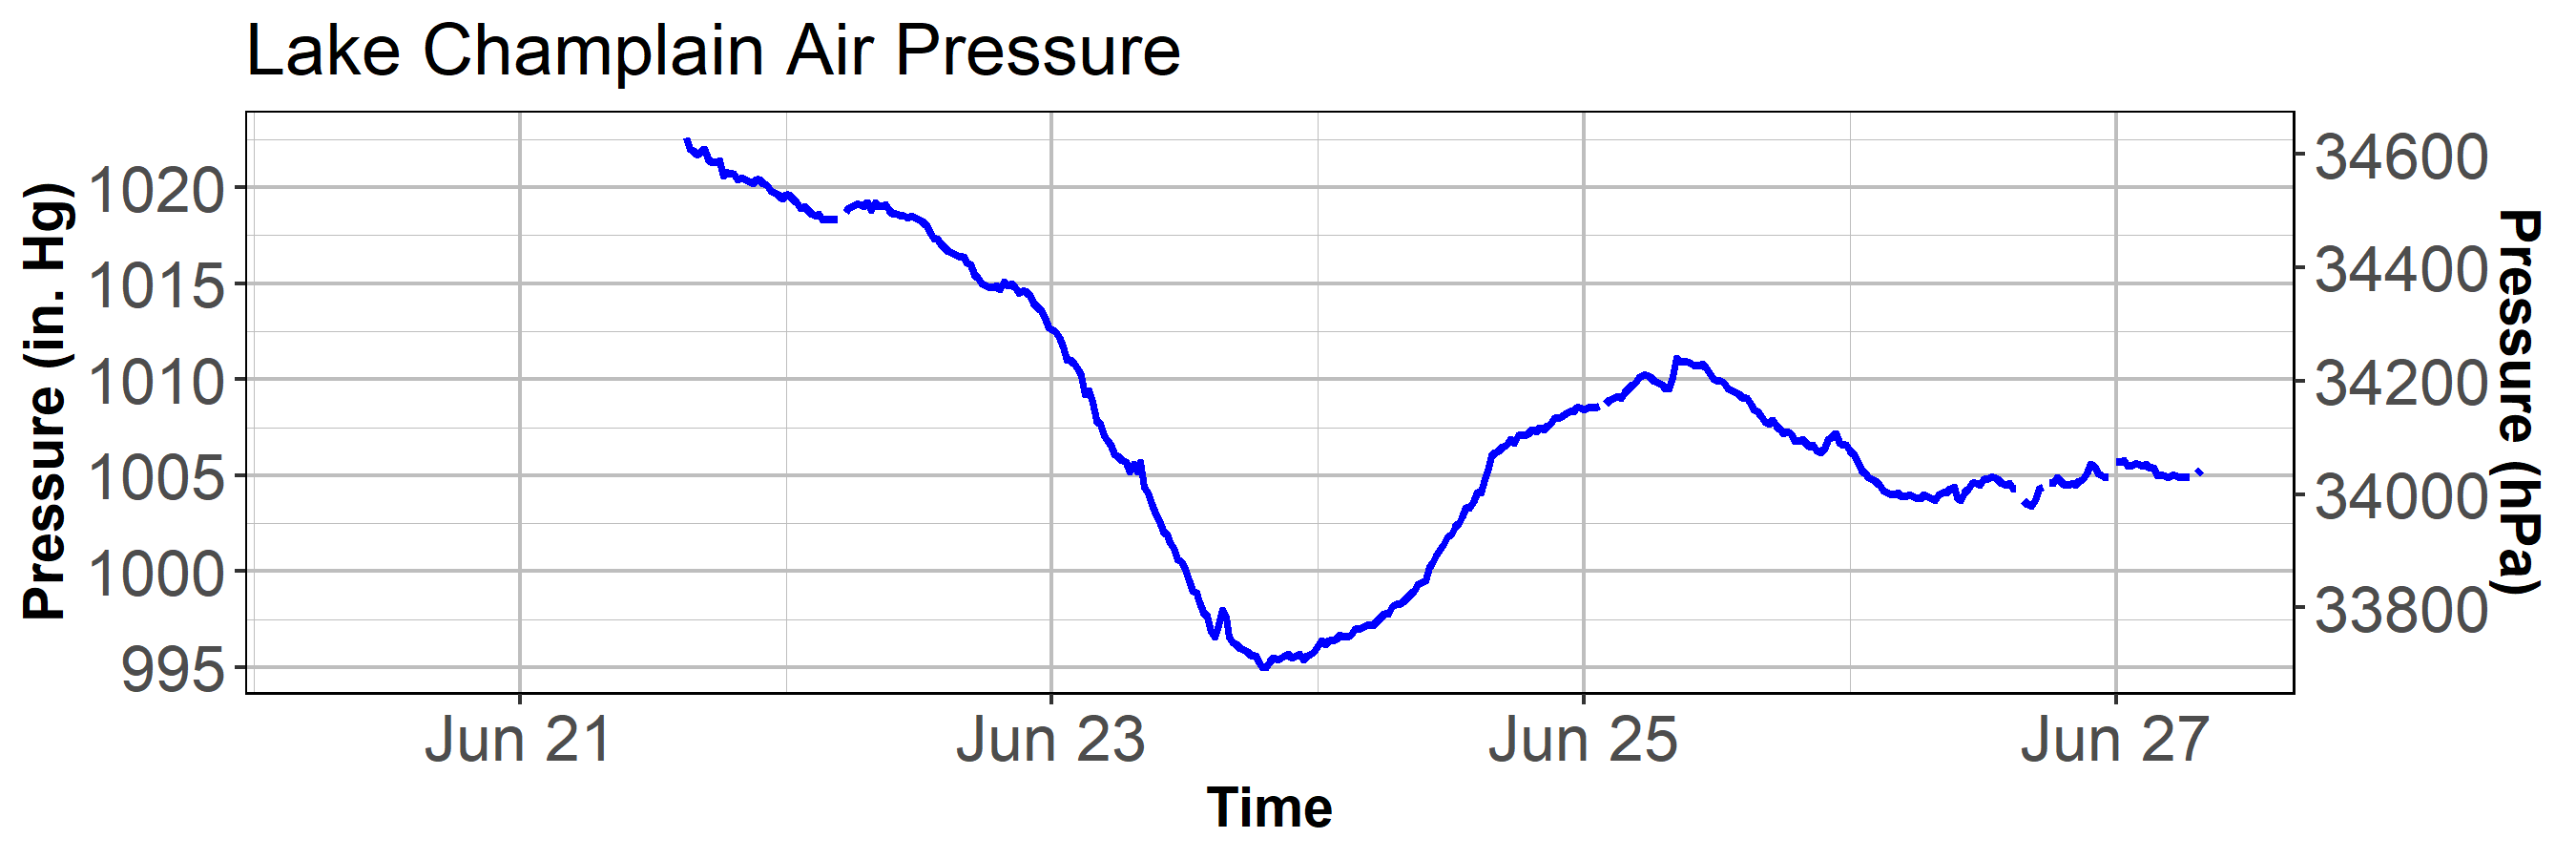 Lake Champlain Air Pressure
Pressure (in. Hg)
1020
1015
1010
1005
1000
995
34600
34400
34200
34000
33800
Pressure (hPa)
Jun 21 Jun 23 Jun 25 Jun 27
Time